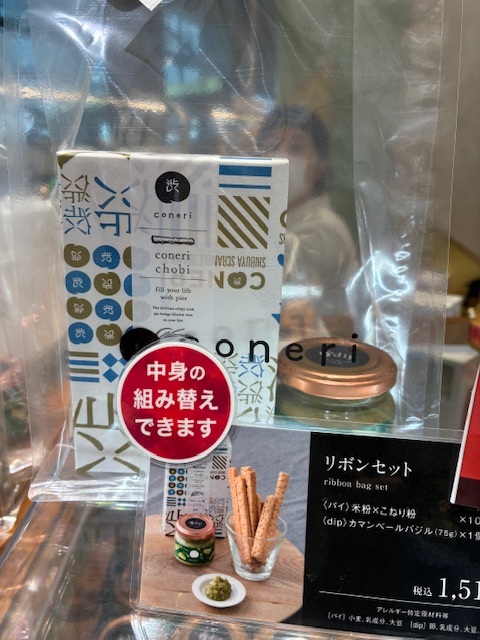 渋
coneri
coneri
chobi
fill your life
with pies
SHIBUYA SCRAMBLE
CONERI
coneri
中身の
組み替え
できます
リボンセット
ribbon bag set
〈パイ〉米粉×こねり粉 ×10
〈dip〉カマンベールバジル(75g)×1個
税込 1,51
アレルギー特定原材料等
[パイ] 小麦、乳成分、大豆 [dip] 卵、乳成分、大豆